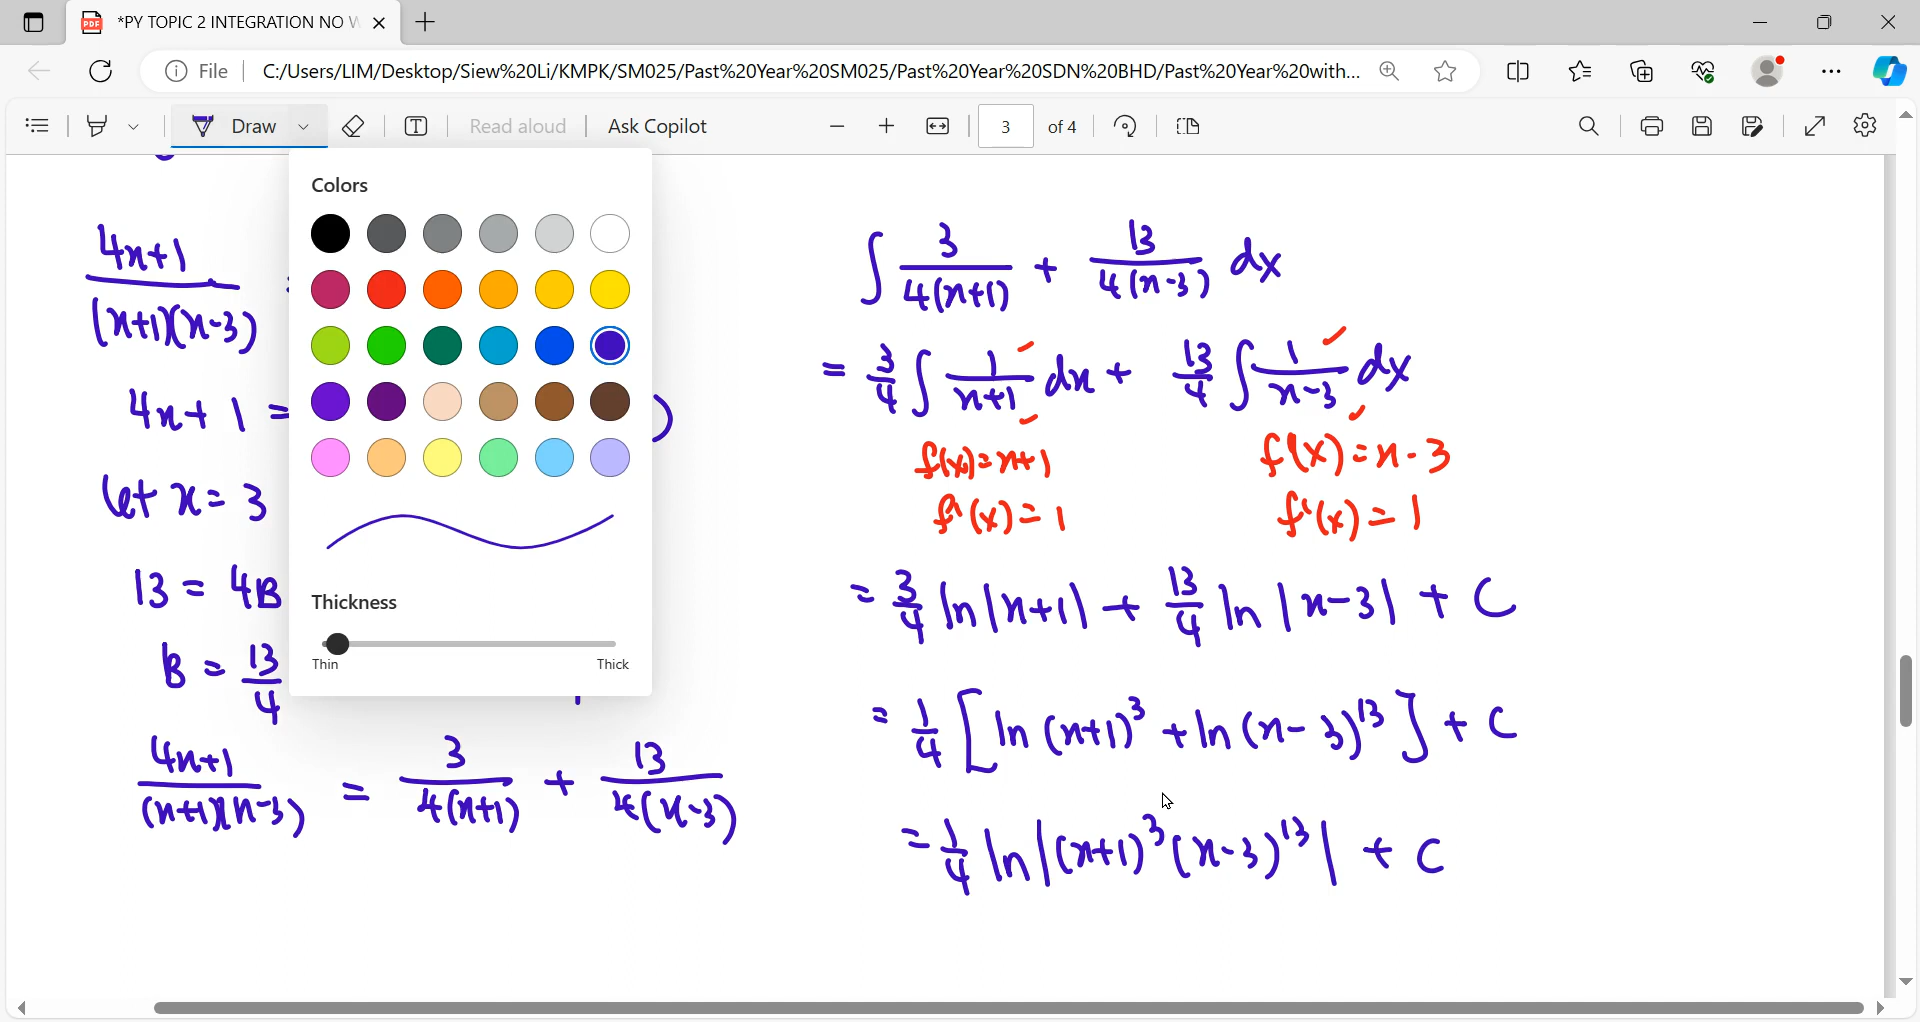 *PY TOPIC 2 INTEGRATION NO
File
C:/Users/LIM/Desktop/Siew%20Li/KMPK/SM025/Past%20Year%20SM025/Past%20Year%20SDN%20BHD/Past%20Year%20with...
Draw
Read aloud
Ask Copilot
3 of 4
Colors
Thickness
Thin Thick
4x+1
(x+1)(x-3)
4x+1 = )
let x=3
13 = 4B
B = 13/4
4x+1/(x+1)(x-3) = 3/4(x+1) + 13/4(x-3)
∫ 3/4(x+1) + 13/4(x-3) dx
= 3/4 ∫ 1/x+1 dx + 13/4 ∫ 1/x-3 dx
f(x)=x+1 f(x)=x-3
f'(x)=1 f'(x)=1
= 3/4 ln|x+1| + 13/4 ln|x-3| + C
= 1/4 [ln (x+1)³ + ln (x-3)¹³] + C
= 1/4 ln|(x+1)³(x-3)¹³| + C